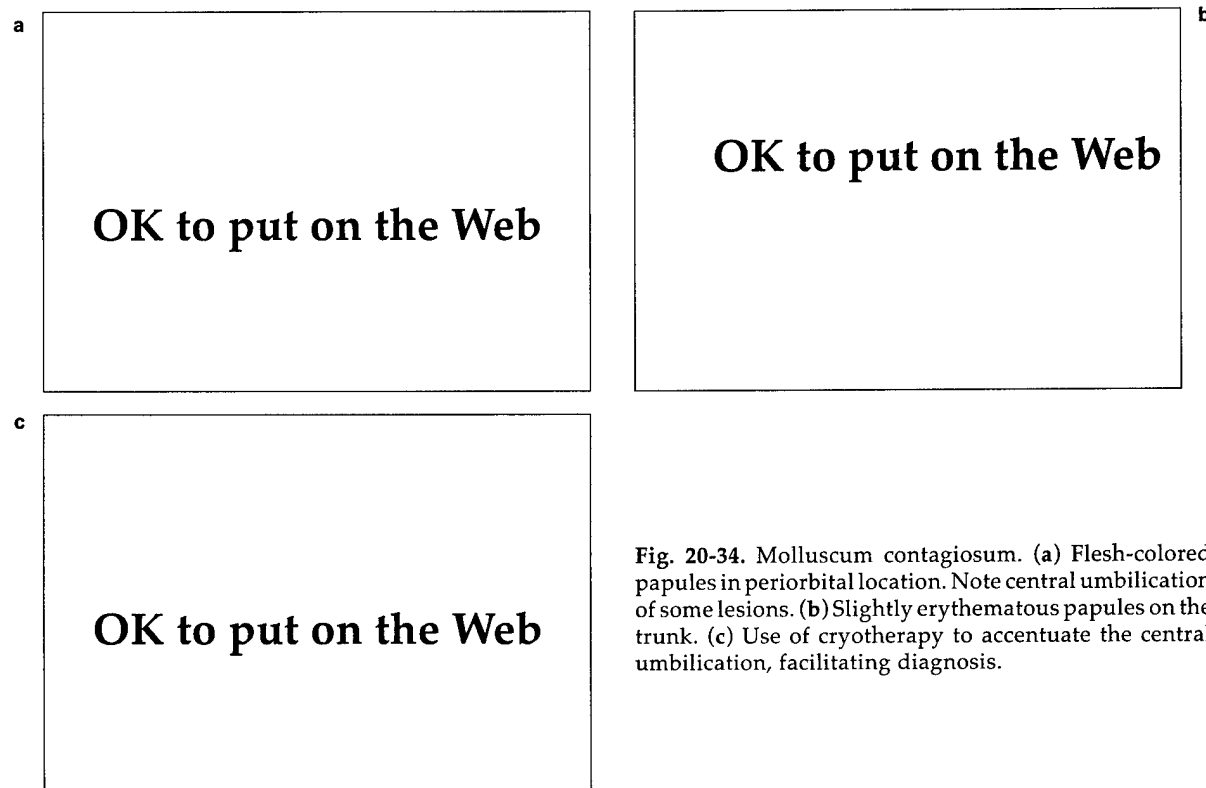 a
OK to put on the Web
b
OK to put on the Web
c
OK to put on the Web
Fig. 20-34. Molluscum contagiosum. (a) Flesh-colored
papules in periorbital location. Note central umbilication
of some lesions. (b) Slightly erythematous papules on the
trunk. (c) Use of cryotherapy to accentuate the central
umbilication, facilitating diagnosis.